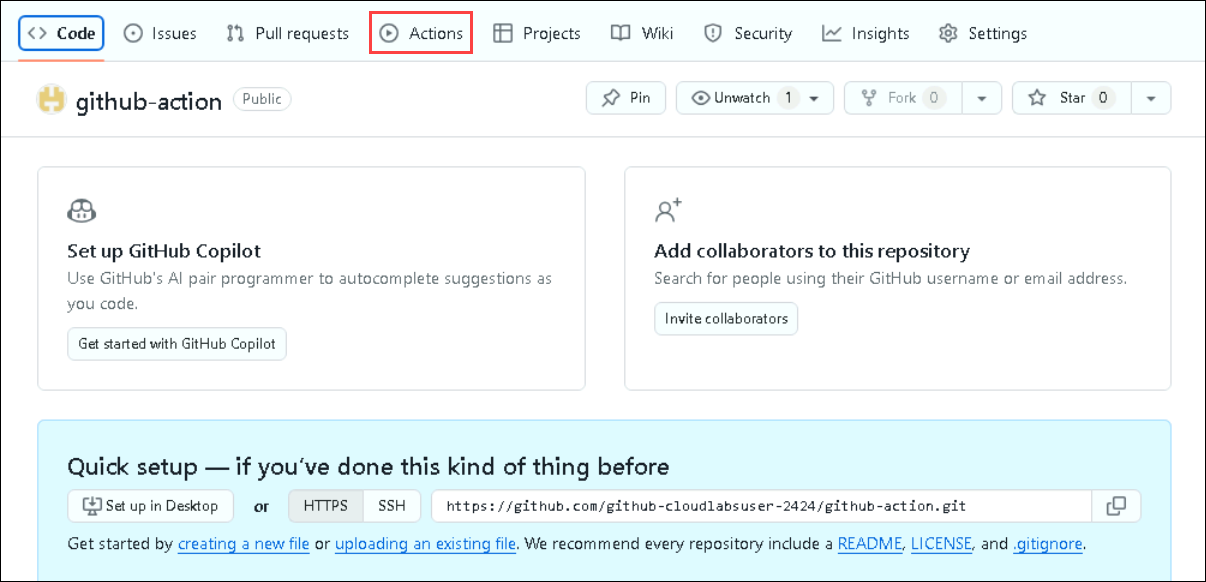 Code Issues Pull requests Actions Projects Wiki Security Insights Settings
github-action Public Pin Unwatch 1 Fork 0 Star 0
Set up GitHub Copilot
Use GitHub's AI pair programmer to autocomplete suggestions as
you code.
Get started with GitHub Copilot
Add collaborators to this repository
Search for people using their GitHub username or email address.
Invite collaborators
Quick setup — if you've done this kind of thing before
Set up in Desktop or HTTPS SSH https://github.com/github-cloudlabsuser-2424/github-action.git
Get started by creating a new file or uploading an existing file. We recommend every repository include a README, LICENSE, and .gitignore.